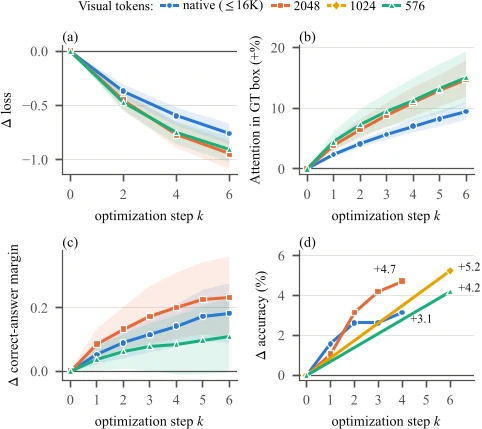 Visual tokens: native (≤16K) 2048 1024 576
(a)
Δ loss
0.0
−0.5
−1.0
0 2 4 6
optimization step k
(b)
Attention in GT box (+%)
20
10
0
0 1 2 3 4 5 6
optimization step k
(c)
Δ correct-answer margin
0.2
0.0
0 1 2 3 4 5 6
optimization step k
(d)
Δ accuracy (%)
6
4
2
0
+4.7
+5.2
+4.2
+3.1
0 1 2 3 4 5 6
optimization step k